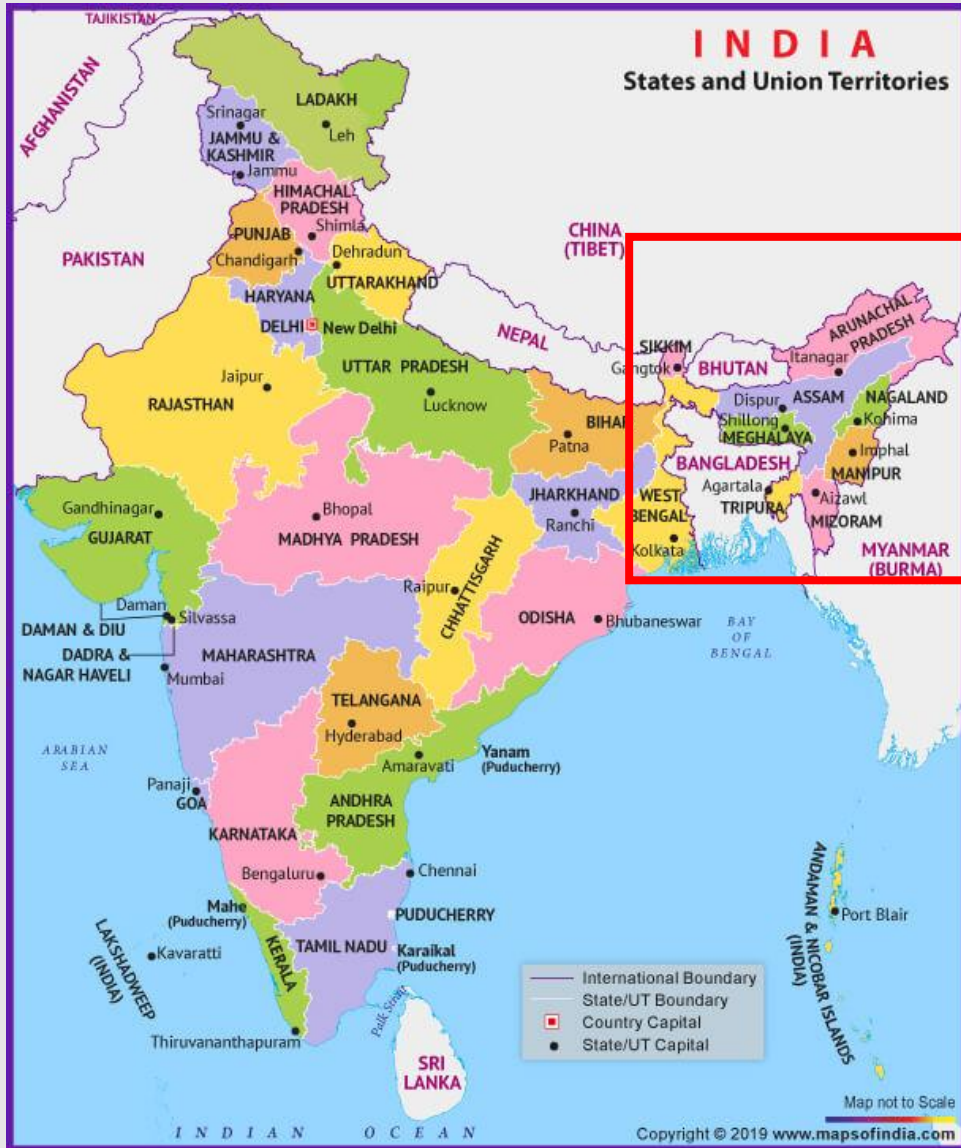 INDIA
States and Union Territories
TAJIKISTAN
AFGHANISTAN
PAKISTAN
CHINA
(TIBET)
NEPAL
BHUTAN
BANGLADESH
MYANMAR
(BURMA)
SRI
LANKA
LADAKH
Leh
Srinagar
JAMMU &
KASHMIR
Jammu
HIMACHAL
PRADESH
Shimla
PUNJAB
Chandigarh
Dehradun
UTTARAKHAND
HARYANA
DELHI
New Delhi
UTTAR PRADESH
Lucknow
Jaipur
RAJASTHAN
BIHAR
Patna
SIKKIM
Gangtok
ARUNACHAL
PRADESH
Itanagar
Dispur
ASSAM
NAGALAND
Kohima
Shillong
MEGHALAYA
Imphal
MANIPUR
Agartala
TRIPURA
Aizawl
MIZORAM
WEST
BENGAL
Kolkata
JHARKHAND
Ranchi
Gandhinagar
GUJARAT
Bhopal
MADHYA PRADESH
Raipur
CHHATTISGARH
ODISHA
Bhubaneswar
Daman
Silvassa
DAMAN & DIU
DADRA &
NAGAR HAVELI
MAHARASHTRA
Mumbai
TELANGANA
Hyderabad
Amaravati
Yanam
(Puducherry)
ANDHRA
PRADESH
Panaji
GOA
KARNATAKA
Bengaluru
Chennai
Mahe
(Puducherry)
PUDUCHERRY
KERALA
TAMIL NADU
Karaikal
(Puducherry)
LAKSHADWEEP
(INDIA)
Kavaratti
Thiruvananthapuram
Palk Strait
ANDAMAN & NICOBAR ISLANDS
(INDIA)
Port Blair
BAY
OF
BENGAL
ARABIAN
SEA
INDIAN OCEAN
International Boundary
State/UT Boundary
Country Capital
State/UT Capital
Map not to Scale
Copyright © 2019 www.mapsofindia.com